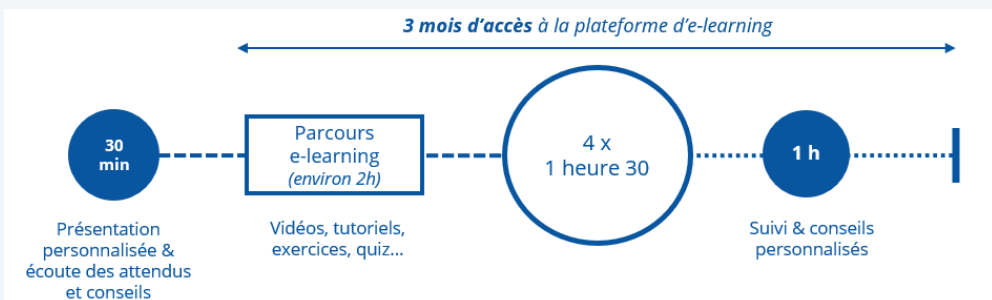 3 mois d’accès à la plateforme d’e-learning
30
min
Parcours
e-learning
(environ 2h)
4 x
1 heure 30
1 h
Présentation
personnalisée &
écoute des attendus
et conseils
Vidéos, tutoriels,
exercices, quiz...
Suivi & conseils
personnalisés